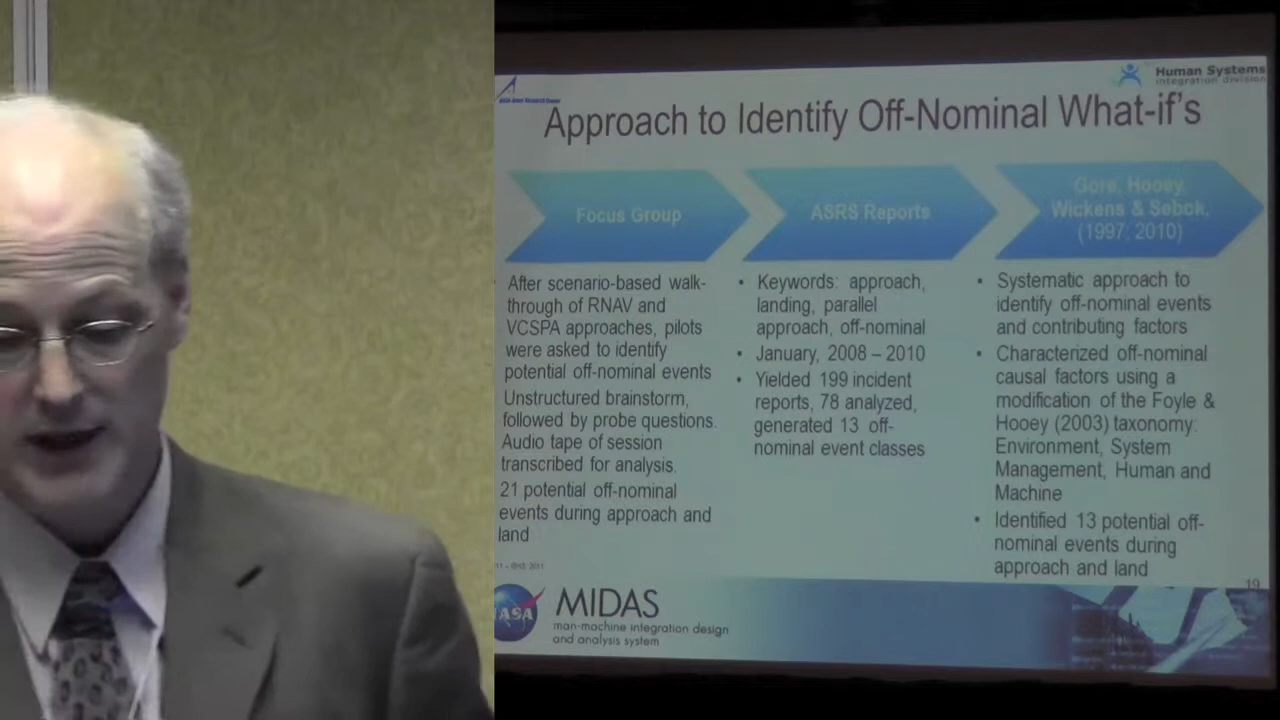 Human Systems
integration division
Approach to Identify Off-Nominal What-if's
Focus Group
After scenario-based walk-
through of RNAV and
VCSPA approaches, pilots
were asked to identify
potential off-nominal events
Unstructured brainstorm,
followed by probe questions.
Audio tape of session
transcribed for analysis.
21 potential off-nominal
events during approach and
land
ASRS Reports
• Keywords: approach,
landing, parallel
approach, off-nominal
• January, 2008 – 2010
• Yielded 199 incident
reports, 78 analyzed,
generated 13 off-
nominal event classes
Gore, Hooey,
Wickens & Sebok,
(1997; 2010)
• Systematic approach to
identify off-nominal events
and contributing factors
• Characterized off-nominal
causal factors using a
modification of the Foyle &
Hooey (2003) taxonomy:
Environment, System
Management, Human and
Machine
• Identified 13 potential off-
nominal events during
approach and land
19
NASA
MIDAS
man-machine integration design
and analysis system